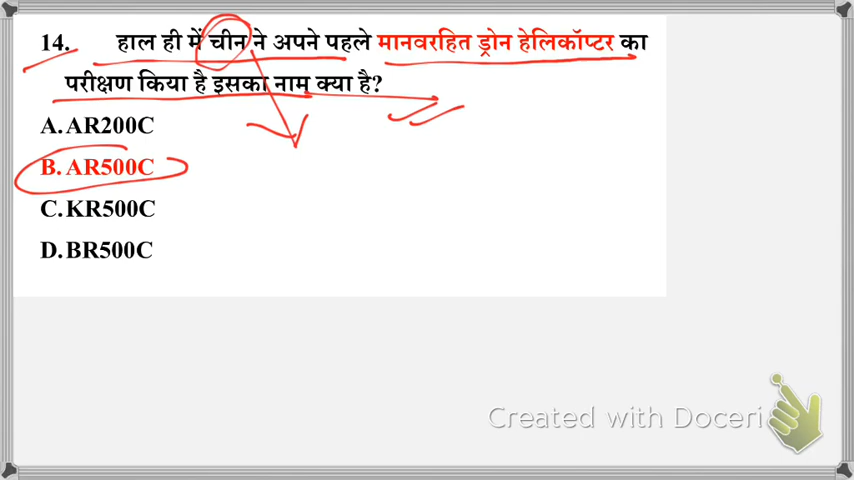 14. हाल ही में चीन ने अपने पहले मानवरहित ड्रोन हेलिकॉप्टर का
परीक्षण किया है इसका नाम क्या है?
A. AR200C
B. AR500C
C. KR500C
D. BR500C
Created with Doceri